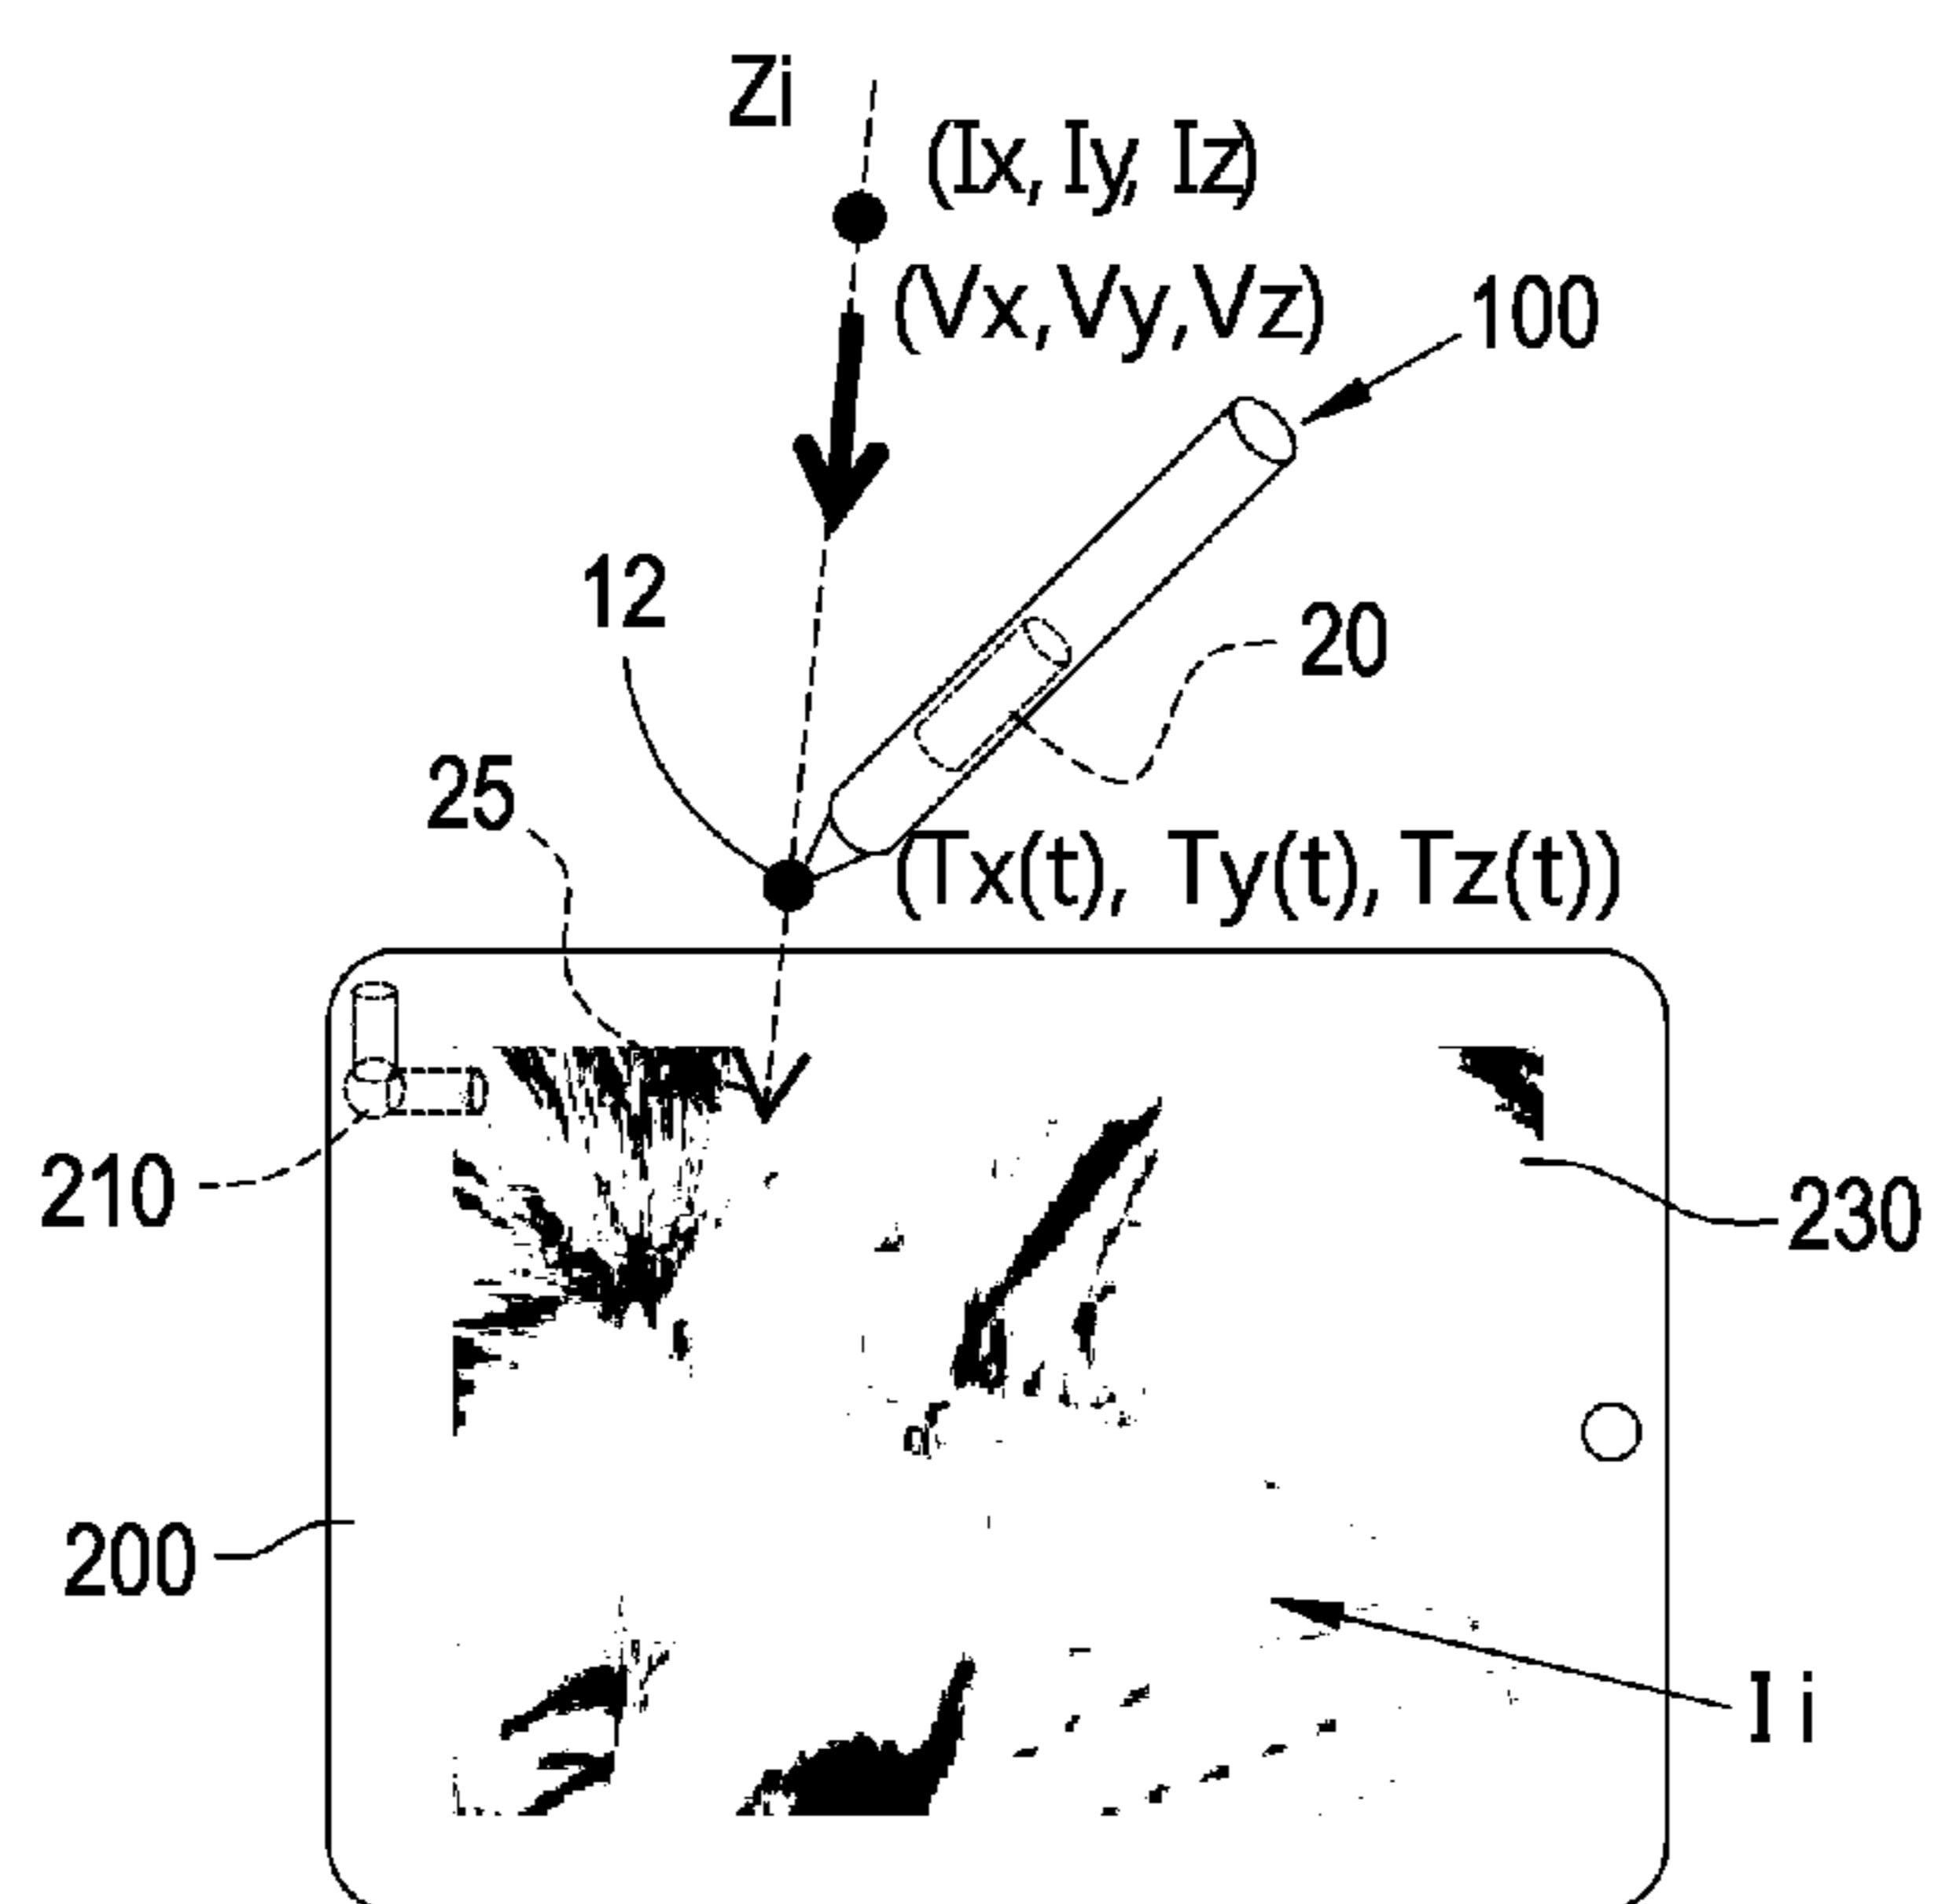 Zi
(Ix, Iy, Iz)
(Vx,Vy,Vz)
100
12
20
25
(Tx(t), Ty(t), Tz(t))
210
230
200
Ii